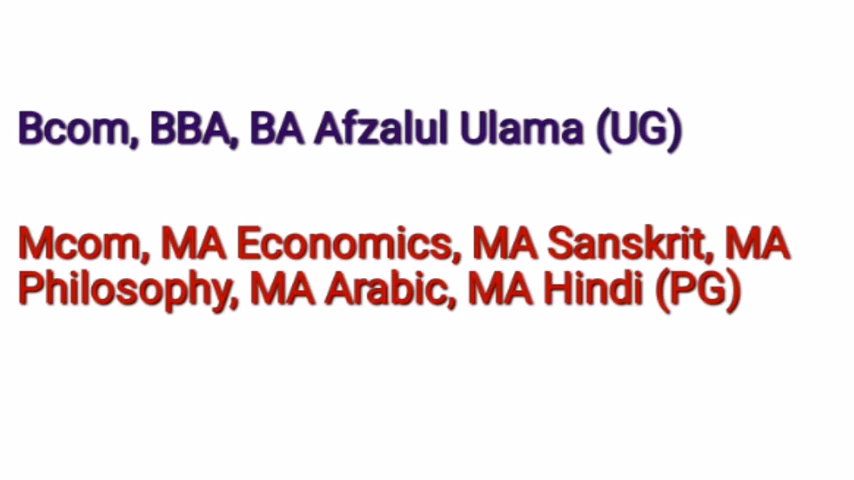 Bcom, BBA, BA Afzalul Ulama (UG)
Mcom, MA Economics, MA Sanskrit, MA
Philosophy, MA Arabic, MA Hindi (PG)